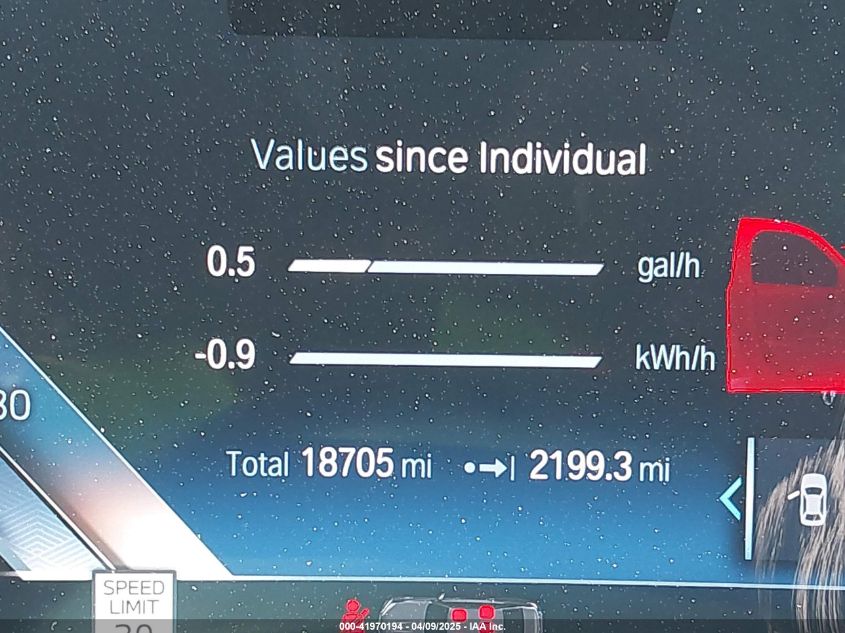 Values since Individual
0.5 gal/h
-0.9 kWh/h
80
Total 18705 mi 2199.3 mi
SPEED
LIMIT
000-41970194 - 04/09/2025 - IAA Inc.